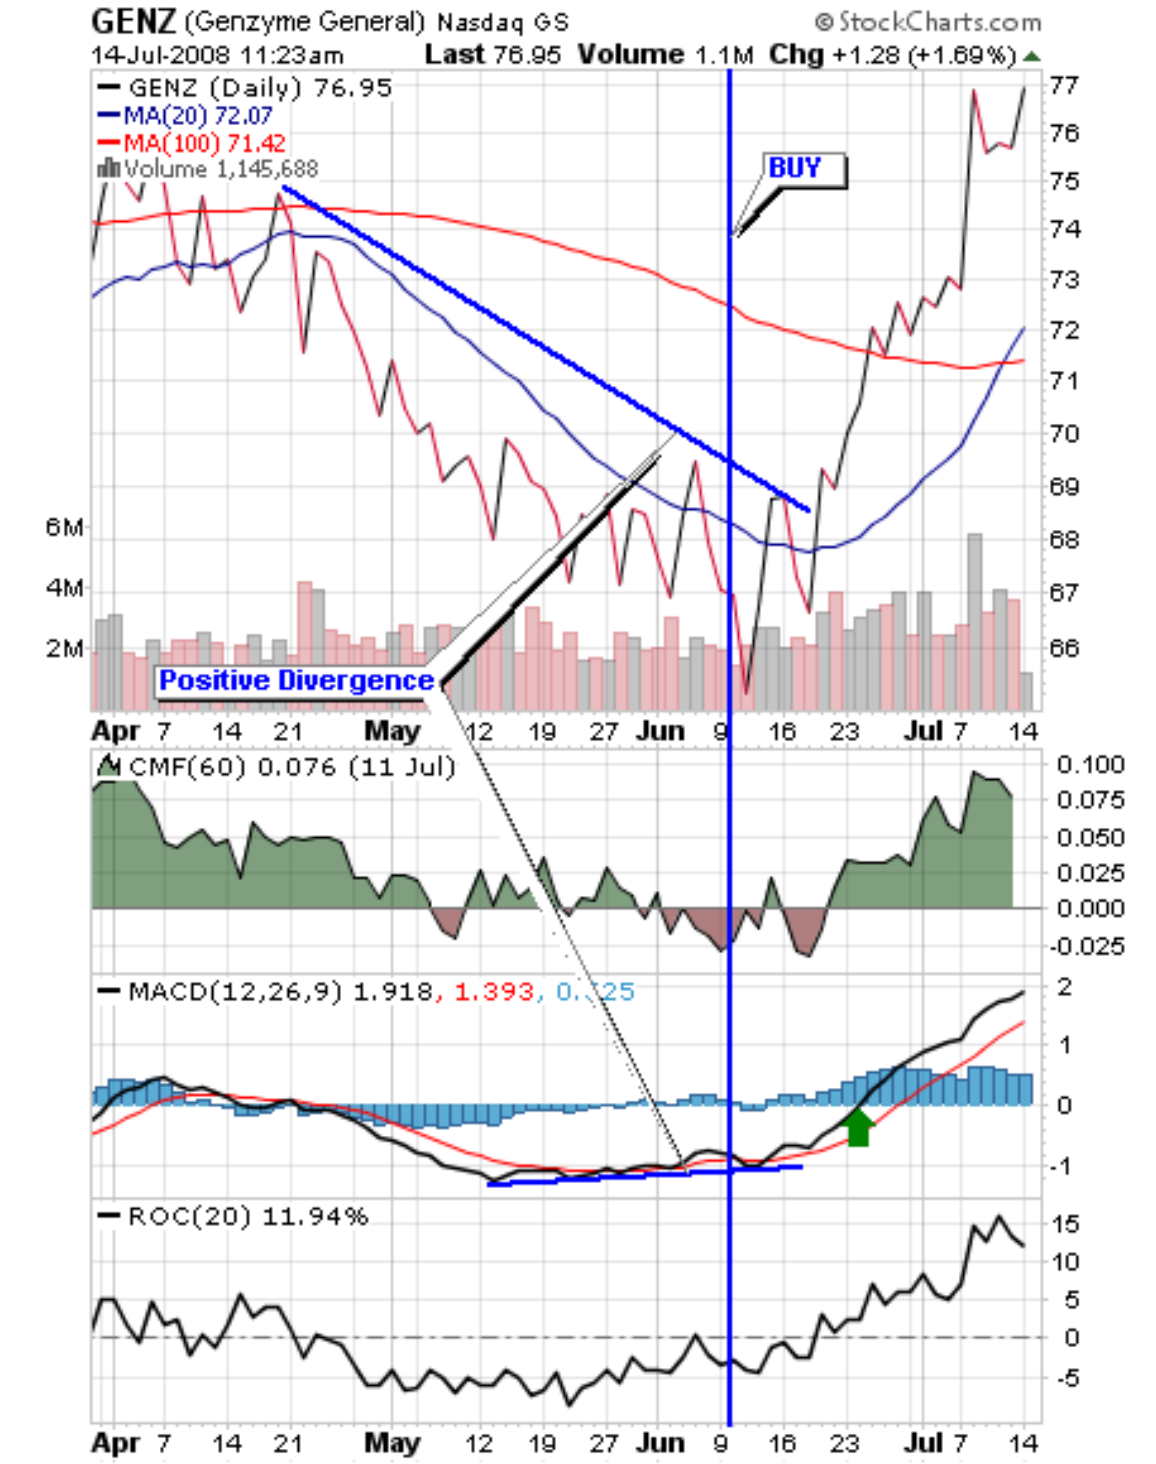 GENZ (Genzyme General) Nasdaq GS © StockCharts.com
14-Jul-2008 11:23am Last 76.95 Volume 1.1M Chg +1.28 (+1.69%)
GENZ (Daily) 76.95
MA(20) 72.07
MA(100) 71.42
Volume 1,145,688
BUY
77
76
75
74
73
72
71
70
69
68
67
66
6M
4M
2M
Positive Divergence
Apr 7 14 21 May 12 19 27 Jun 9 16 23 Jul 7 14
CMF(60) 0.076 (11 Jul)
0.100
0.075
0.050
0.025
0.000
-0.025
MACD(12,26,9) 1.918, 1.393,
2
1
0
-1
ROC(20) 11.94%
15
10
5
0
-5
Apr 7 14 21 May 12 19 27 Jun 9 16 23 Jul 7 14